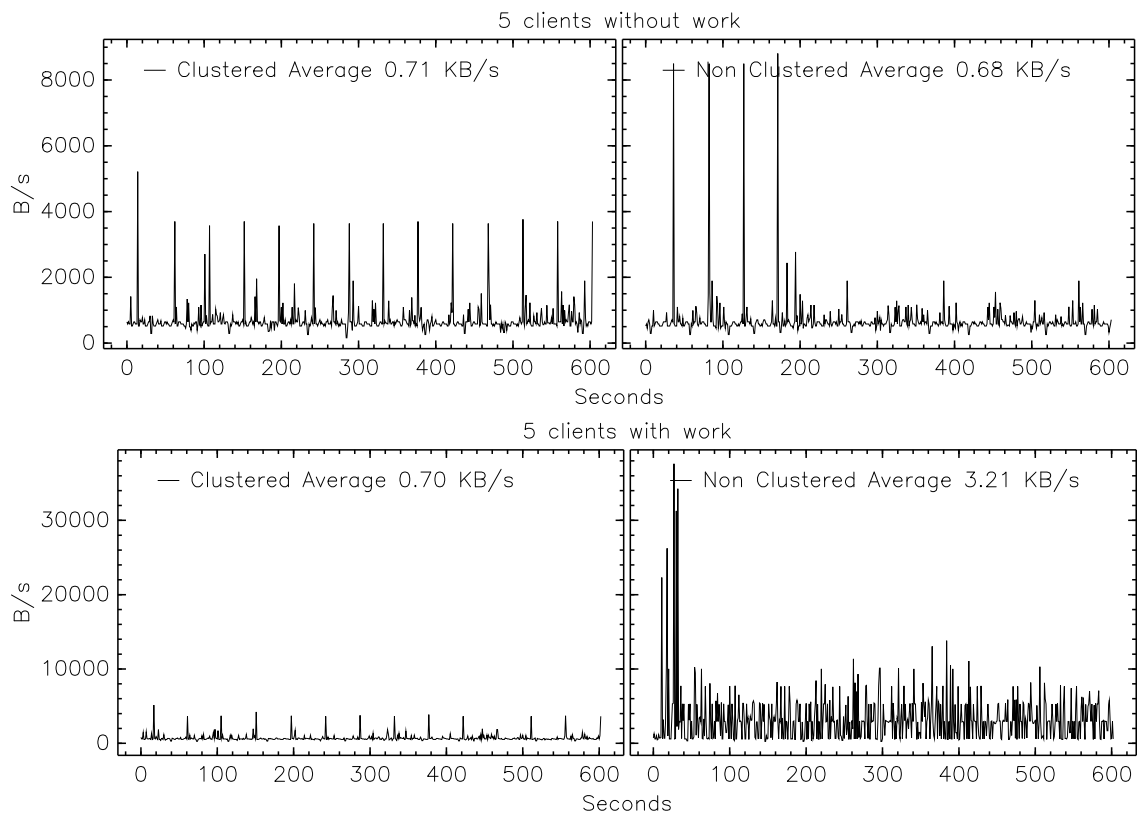 5 clients without work
Clustered Average 0.71 KB/s
Non Clustered Average 0.68 KB/s
B/s
8000
6000
4000
2000
0
0 100 200 300 400 500 600
0 100 200 300 400 500 600
Seconds
5 clients with work
Clustered Average 0.70 KB/s
Non Clustered Average 3.21 KB/s
B/s
30000
20000
10000
0
0 100 200 300 400 500 600
0 100 200 300 400 500 600
Seconds